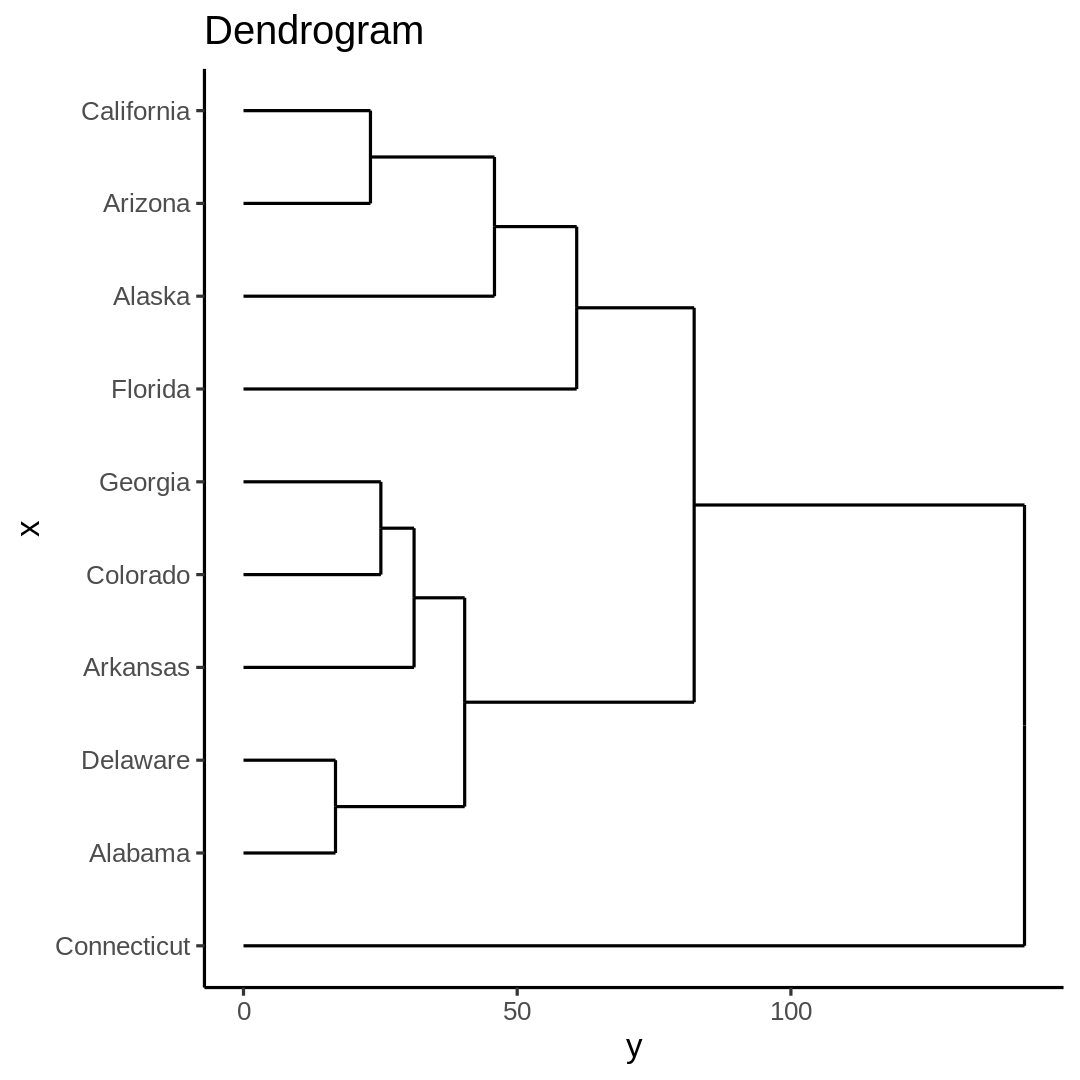 Dendrogram
California
Arizona
Alaska
Florida
Georgia
Colorado
Arkansas
Delaware
Alabama
Connecticut
x
0 50 100
y